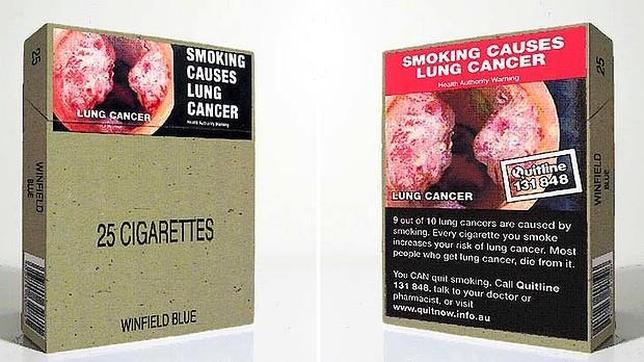 25
LUNG CANCER
SMOKING
CAUSES
LUNG
CANCER
Health Authority Warning
WINFIELD
BLUE
25 CIGARETTES
WINFIELD BLUE
SMOKING CAUSES
LUNG CANCER
Health Authority Warning
LUNG CANCER
Quitline
131 848
9 out of 10 lung cancers are caused by
smoking. Every cigarette you smoke
increases your risk of lung cancer. Most
people who get lung cancer, die from it.
You CAN quit smoking. Call Quitline
131 848, talk to your doctor or
pharmacist, or visit
www.quitnow.info.au
25
WINFIELD
BLUE